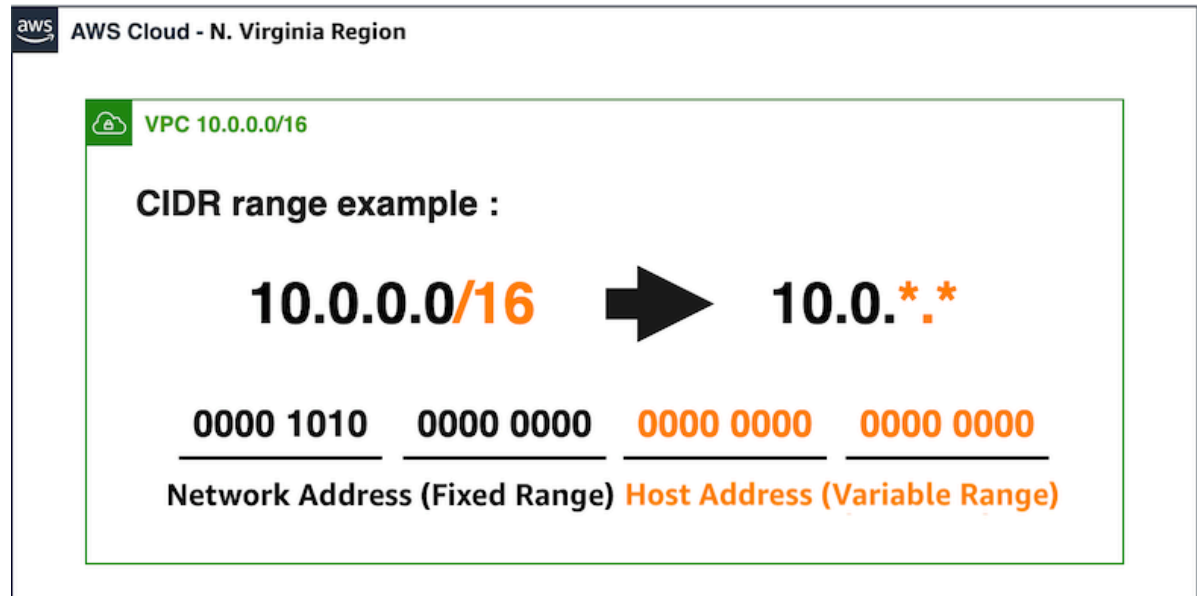 aws AWS Cloud - N. Virginia Region
VPC 10.0.0.0/16
CIDR range example :
10.0.0.0/16 10.0.*.*
0000 1010 0000 0000 0000 0000 0000 0000
Network Address (Fixed Range) Host Address (Variable Range)